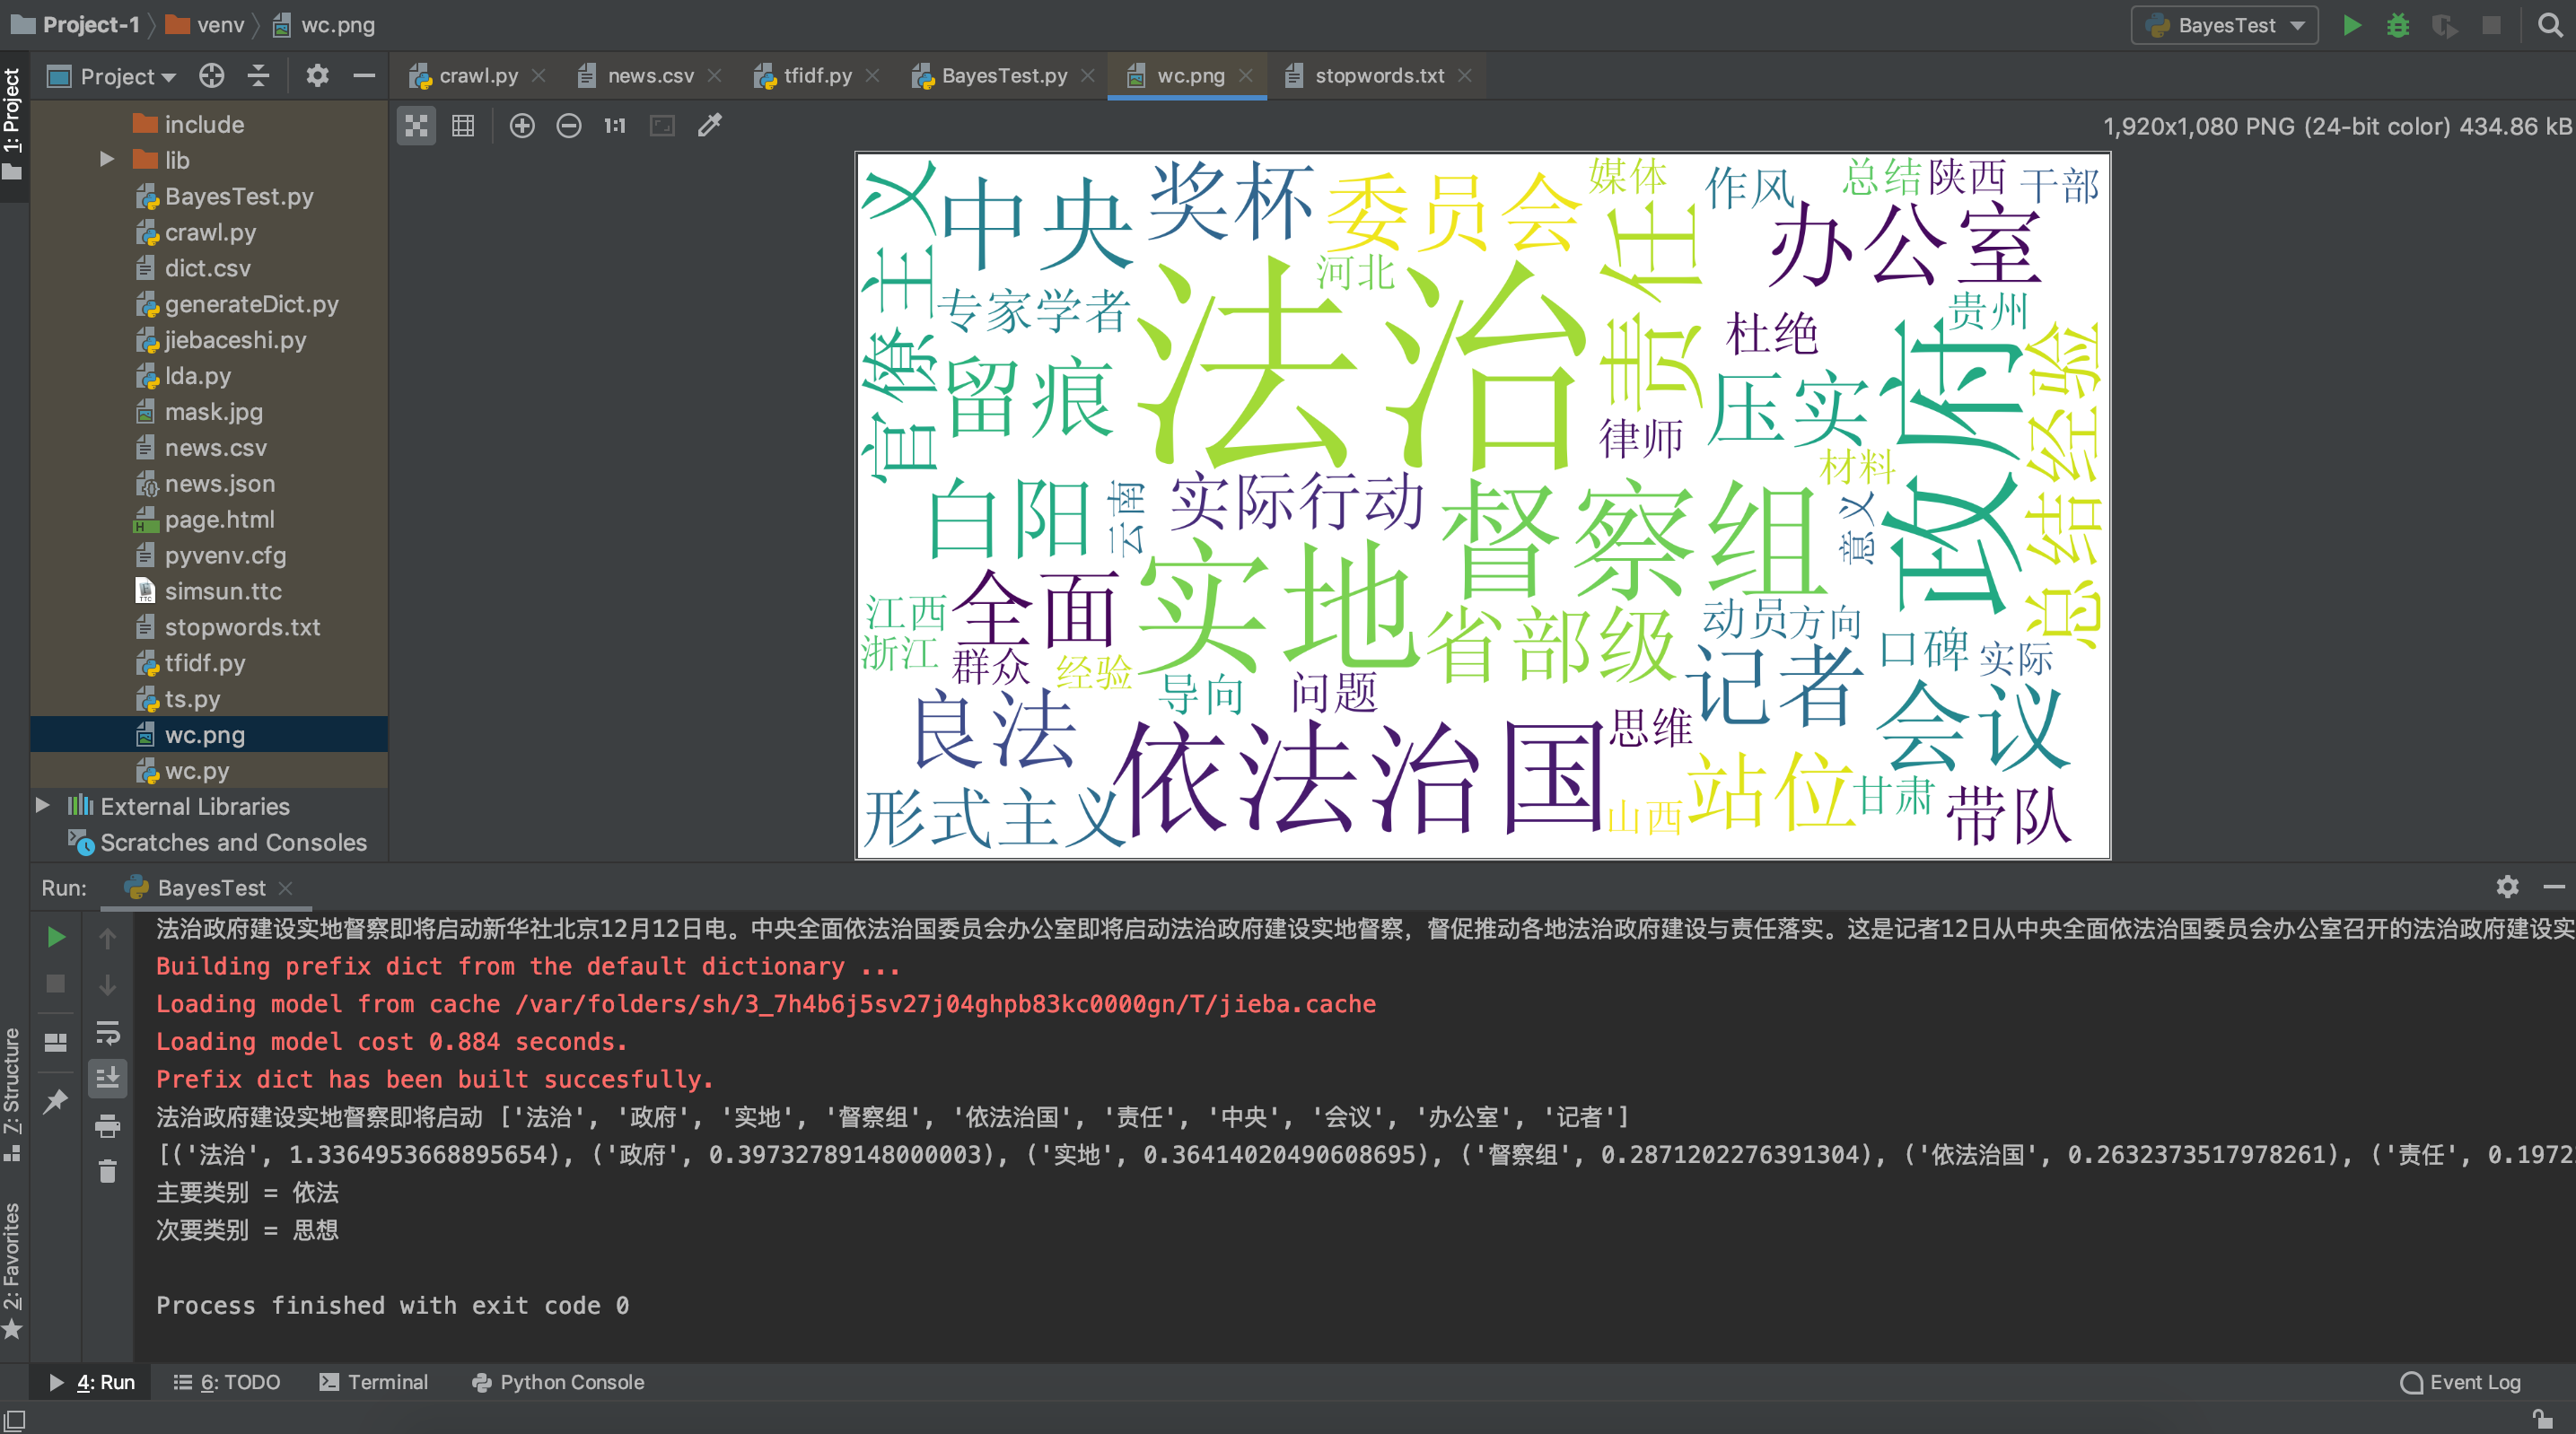 Project-1 venv wc.png
BayesTest
1: Project
Project
crawl.py
news.csv
tfidf.py
BayesTest.py
wc.png
stopwords.txt
1,920x1,080 PNG (24-bit color) 434.86 kB
include
lib
BayesTest.py
crawl.py
dict.csv
generateDict.py
jiebaceshi.py
lda.py
mask.jpg
news.csv
news.json
page.html
pyvenv.cfg
simsun.ttc
stopwords.txt
tfidf.py
ts.py
wc.png
wc.py
External Libraries
Scratches and Consoles
官僚主义
中央
奖杯
委员会
媒体
作风
总结
陕西
干部
责任
办公室
河北
专家学者
法治
贵州
杜绝
政府
总结经验
留痕
压实
律师
材料
白阳
云南
实际行动
督察组
意义
实地
全面
江西
浙江
群众
经验
省部级
动员
方向
口碑
实际
导向
问题
记者
会议
良法
依法治国
思维
站位
甘肃
山西
带队
形式主义
Run:
BayesTest
法治政府建设实地督察即将启动新华社北京12月12日电。中央全面依法治国委员会办公室即将启动法治政府建设实地督察，督促推动各地法治政府建设与责任落实。这是记者12日从中央全面依法治国委员会办公室召开的法治政府建设实
Building prefix dict from the default dictionary ...
Loading model from cache /var/folders/sh/3_7h4b6j5sv27j04ghpb83kc0000gn/T/jieba.cache
Loading model cost 0.884 seconds.
Prefix dict has been built succesfully.
法治政府建设实地督察即将启动 ['法治', '政府', '实地', '督察组', '依法治国', '责任', '中央', '会议', '办公室', '记者']
[('法治', 1.3364953668895654), ('政府', 0.39732789148000003), ('实地', 0.36414020490608695), ('督察组', 0.2871202276391304), ('依法治国', 0.2632373517978261), ('责任', 0.1972
主要类别 = 依法
次要类别 = 思想
Process finished with exit code 0
7: Structure
2: Favorites
4: Run
6: TODO
Terminal
Python Console
Event Log